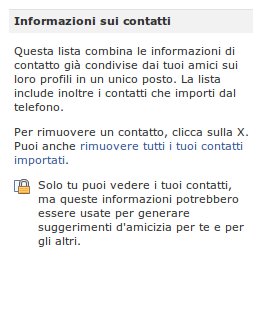 Informazioni sui contatti
Questa lista combina le informazioni di
contatto già condivise dai tuoi amici sui
loro profili in un unico posto. La lista
include inoltre i contatti che importi dal
telefono.
Per rimuovere un contatto, clicca sulla X.
Puoi anche rimuovere tutti i tuoi contatti
importati.
Solo tu puoi vedere i tuoi contatti,
ma queste informazioni potrebbero
essere usate per generare
suggerimenti d'amicizia per te e per
gli altri.